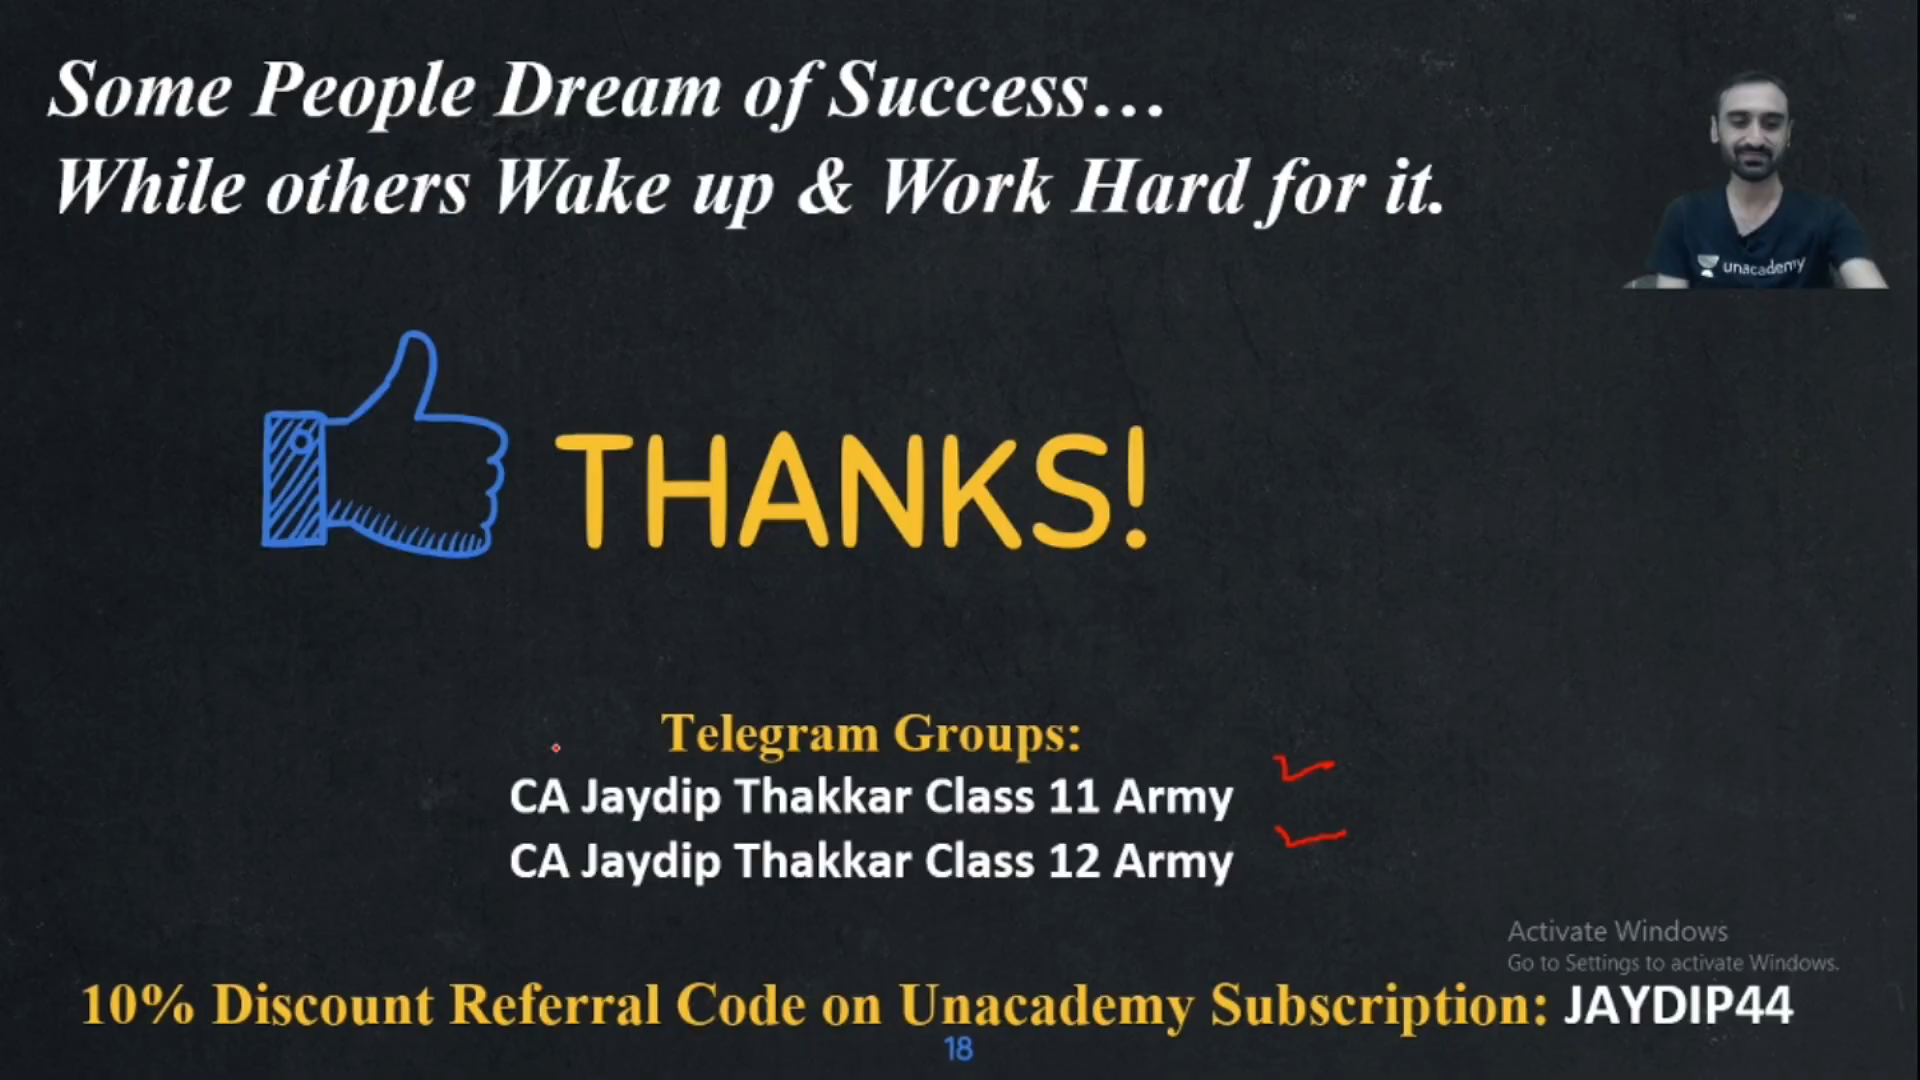 Some People Dream of Success...
While others Wake up & Work Hard for it.
unacademy
THANKS!
Telegram Groups:
CA Jaydip Thakkar Class 11 Army
CA Jaydip Thakkar Class 12 Army
Activate Windows
Go to Settings to activate Windows.
10% Discount Referral Code on Unacademy Subscription: JAYDIP44
18